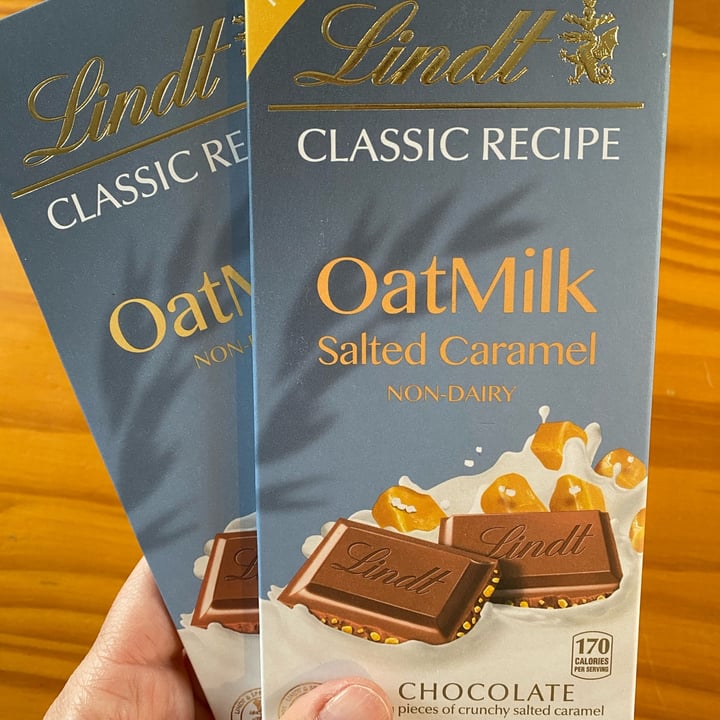 Lindt
CLASSIC RE
OatM
NON-
Lindt
CLASSIC RECIPE
OatMilk
Salted Caramel
NON-DAIRY
Lindt
Lindt
170
CALORIES
PER SERVING
CHOCOLATE
pieces of crunchy salted caramel